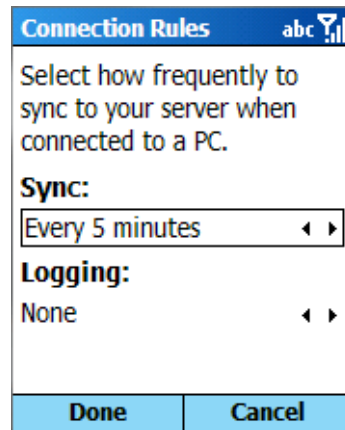 Connection Rules abc
Select how frequently to
sync to your server when
connected to a PC.
Sync:
Every 5 minutes
Logging:
None
Done Cancel